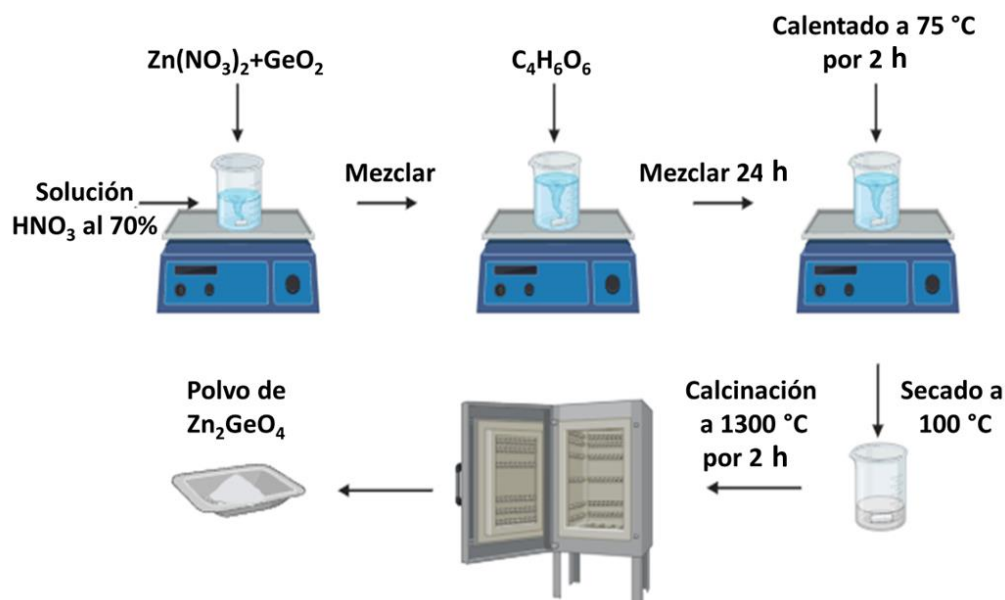 Zn(NO₃)₂+GeO₂
Solución
HNO₃ al 70%
Mezclar
C₄H₆O₆
Mezclar 24 h
Calentado a 75 °C
por 2 h
Secado a
100 °C
Calcinación
a 1300 °C
por 2 h
Polvo de
Zn₂GeO₄